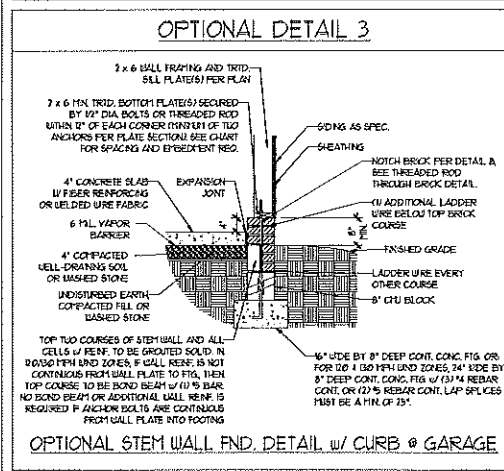 OPTIONAL DETAIL 3
2 x 6 WALL FRAMING AND TRTD.
SILL PLATE(S) PER PLAN
2 x 6 MIN. TRTD. BOTTOM PLATE(S) SECURED
BY 1/2" DIA. BOLTS OR THREADED ROD
WITHIN 12" OF EACH CORNER MINIMUM OF TWO
ANCHORS PER PLATE SECTION. SEE CHART
FOR SPACING AND EMBEDMENT REQ.
4" CONCRETE SLAB
W/ FIBER REINFORCING
OR WELDED WIRE FABRIC
EXPANSION
JOINT
6 MIL. VAPOR
BARRIER
4" COMPACTED
WELL-DRAINING SOIL
OR WASHED STONE
UNDISTURBED EARTH,
COMPACTED FILL OR
WASHED STONE
TOP TWO COURSES OF STEM WALL AND ALL
CELLS W/ REINF. TO BE GROUTED SOLID. IN
120/130 MPH WIND ZONES, IF WALL REINF. IS NOT
CONTINUOUS FROM WALL PLATE TO FTG, THEN
TOP COURSE TO BE BOND BEAM W/ (1) #5 BAR.
NO BOND BEAM OR ADDITIONAL WALL REINF. IS
REQUIRED IF ANCHOR BOLTS ARE CONTINUOUS
FROM WALL PLATE INTO FOOTING
SIDING AS SPEC.
SHEATHING
NOTCH BRICK PER DETAIL A,
SEE THREADED ROD
THROUGH BRICK DETAIL.
(1) ADDITIONAL LADDER
WIRE BELOW TOP BRICK
COURSE
4"
8"
MIN.
FINISHED GRADE
LADDER WIRE EVERY
OTHER COURSE
8" CMU BLOCK
16" WIDE BY 8" DEEP CONT. CONC. FTG. OR
FOR 120 & 130 MPH WIND ZONES, 24" WIDE BY
8" DEEP CONT. CONC. FTG W/ (3) #4 REBAR
CONT. OR (2) #5 REBAR CONT. LAP SPLICES
MUST BE A MIN. OF 25".
OPTIONAL STEM WALL FND. DETAIL w/ CURB @ GARAGE